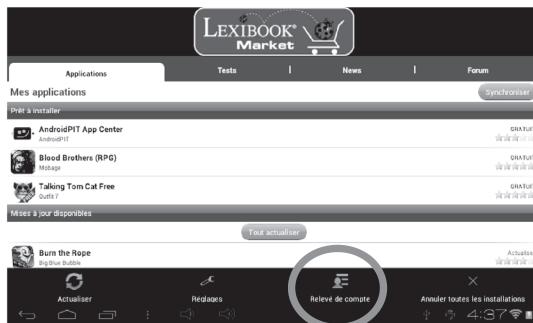 LEXIBOOK®
Market
Applications Tests | News | Forum
Mes applications Synchroniser
Prêt à installer
AndroidPIT App Center GRATUIT
AndroidPIT
Blood Brothers (RPG) GRATUIT
Mobage
Talking Tom Cat Free GRATUIT
Outfit 7
Mises à jour disponibles
Tout actualiser
Burn the Rope Actualise
Big Blue Bubble
Actualiser Réglages Relevé de compte Annuler toutes les installations
4:37